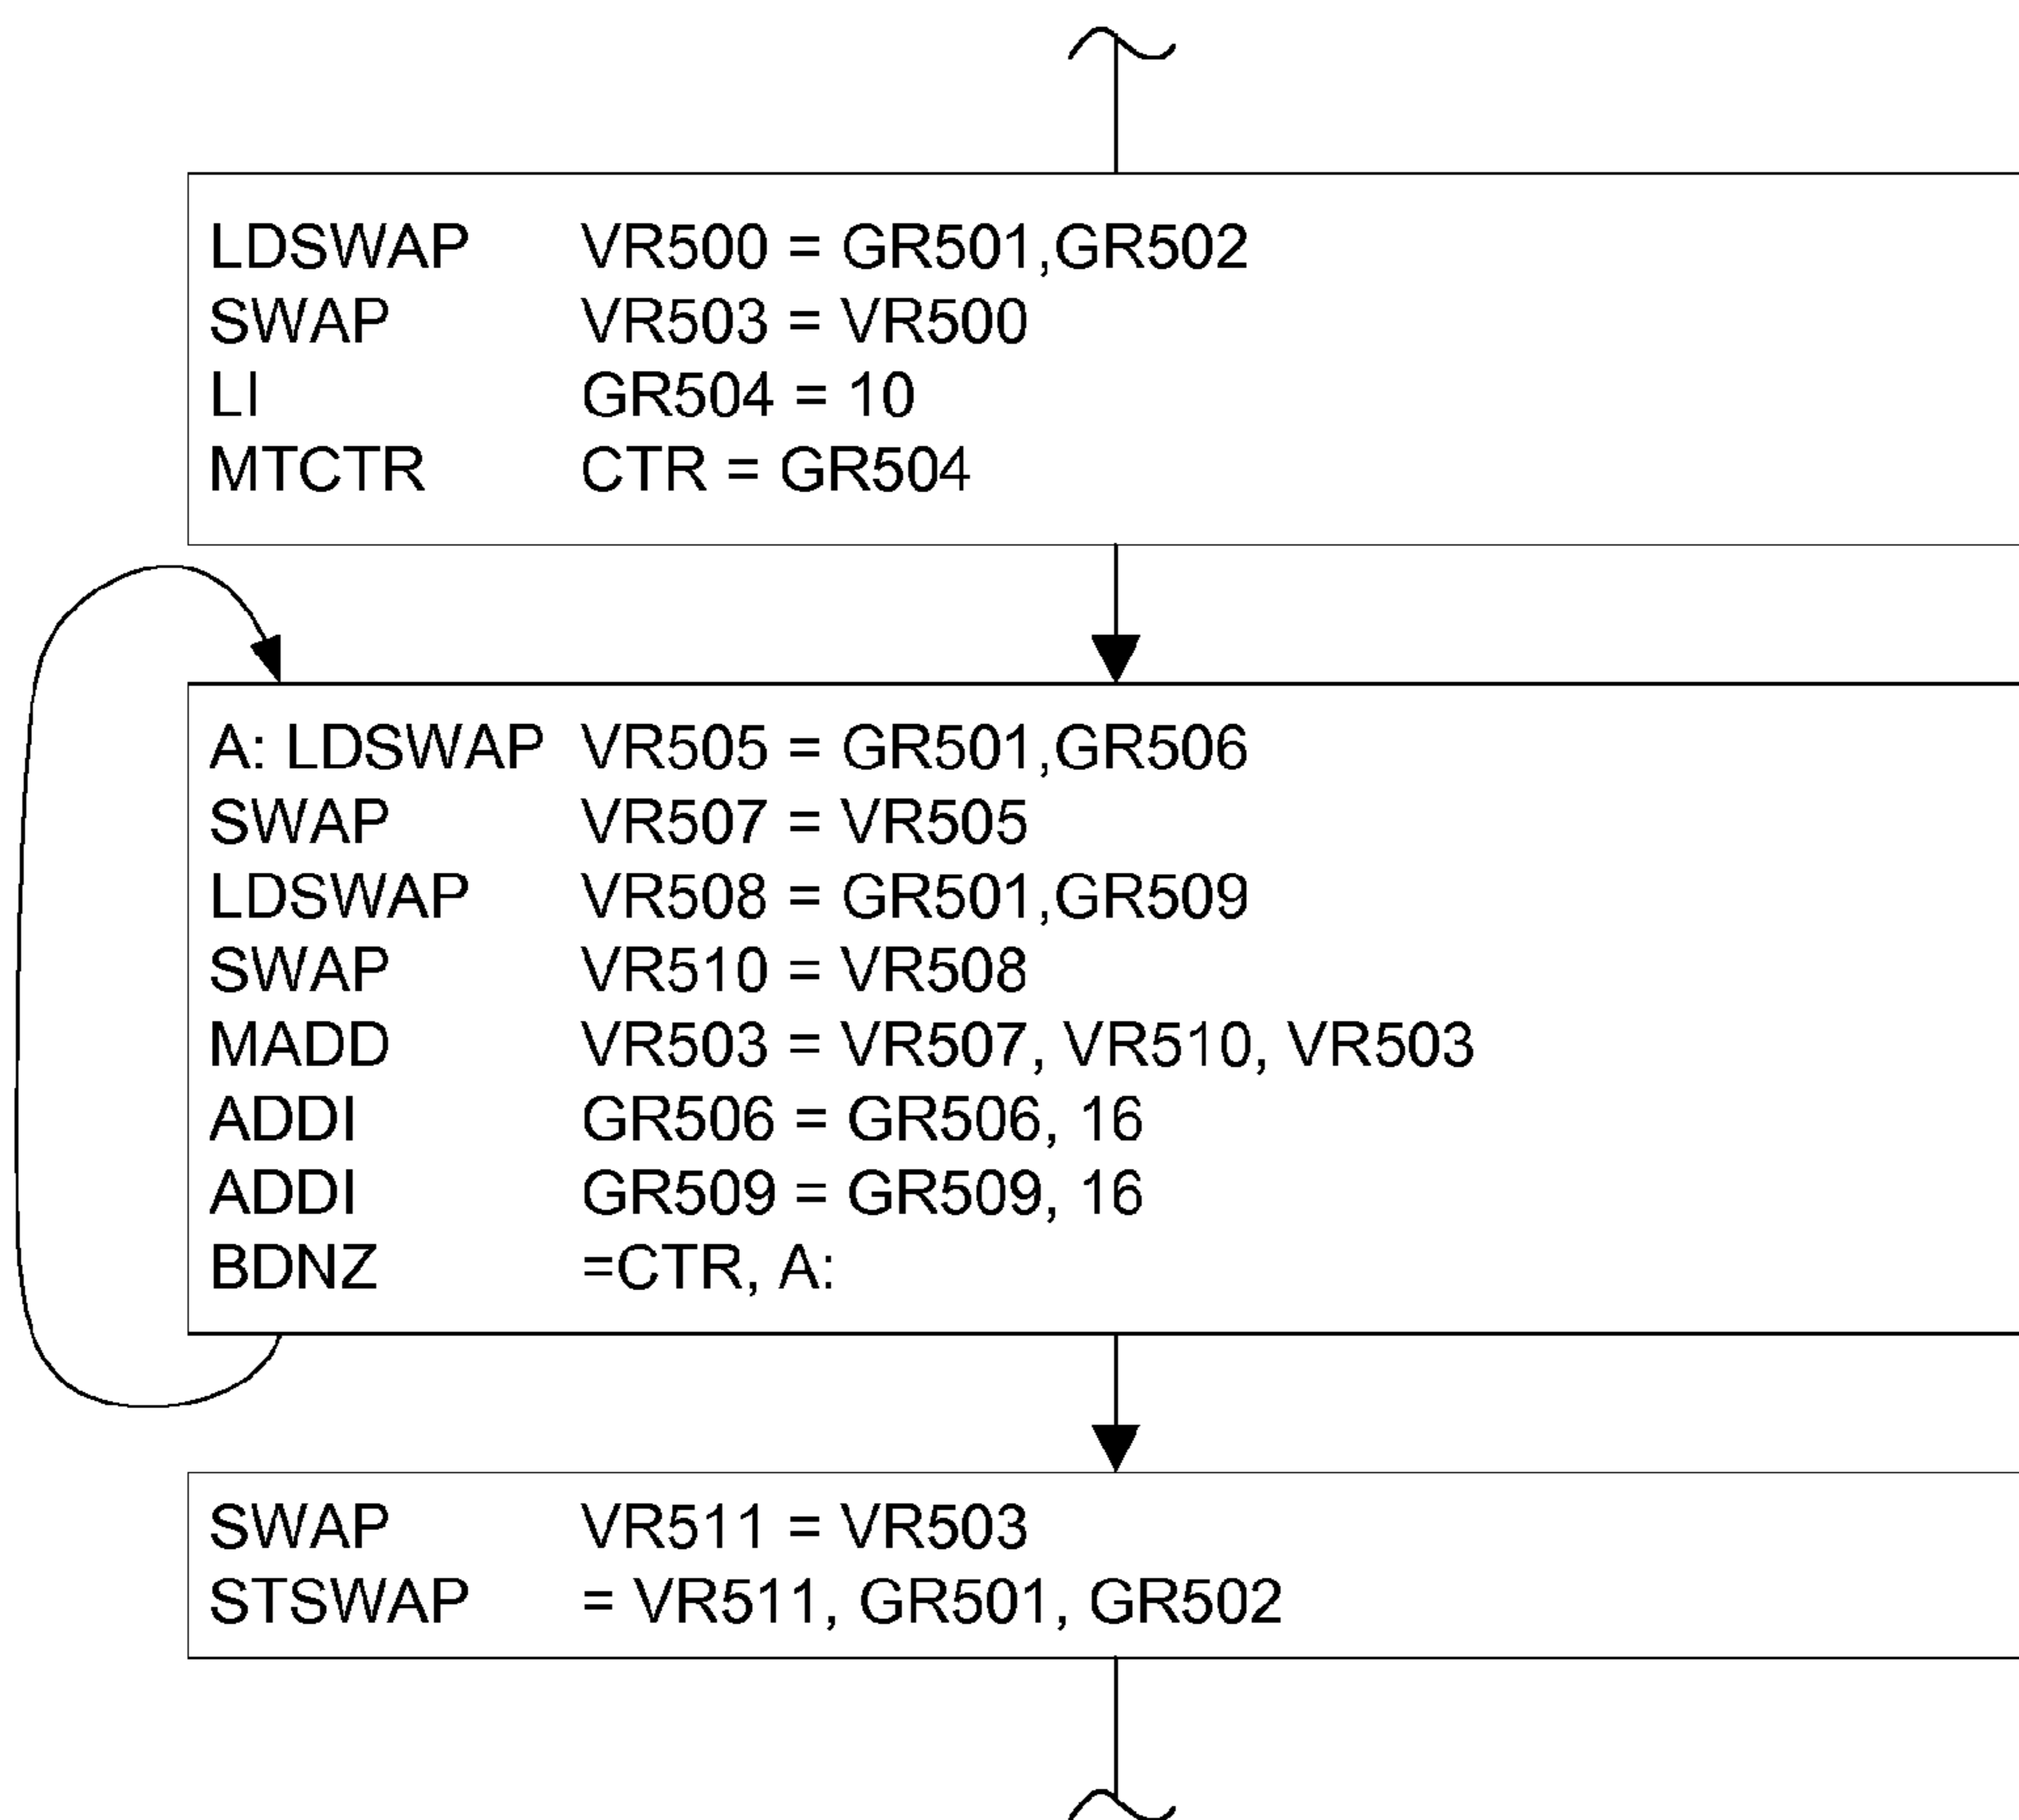 LDSWAP VR500 = GR501,GR502
SWAP VR503 = VR500
LI GR504 = 10
MTCTR CTR = GR504
A: LDSWAP VR505 = GR501,GR506
SWAP VR507 = VR505
LDSWAP VR508 = GR501,GR509
SWAP VR510 = VR508
MADD VR503 = VR507, VR510, VR503
ADDI GR506 = GR506, 16
ADDI GR509 = GR509, 16
BDNZ =CTR, A:
SWAP VR511 = VR503
STSWAP = VR511, GR501, GR502